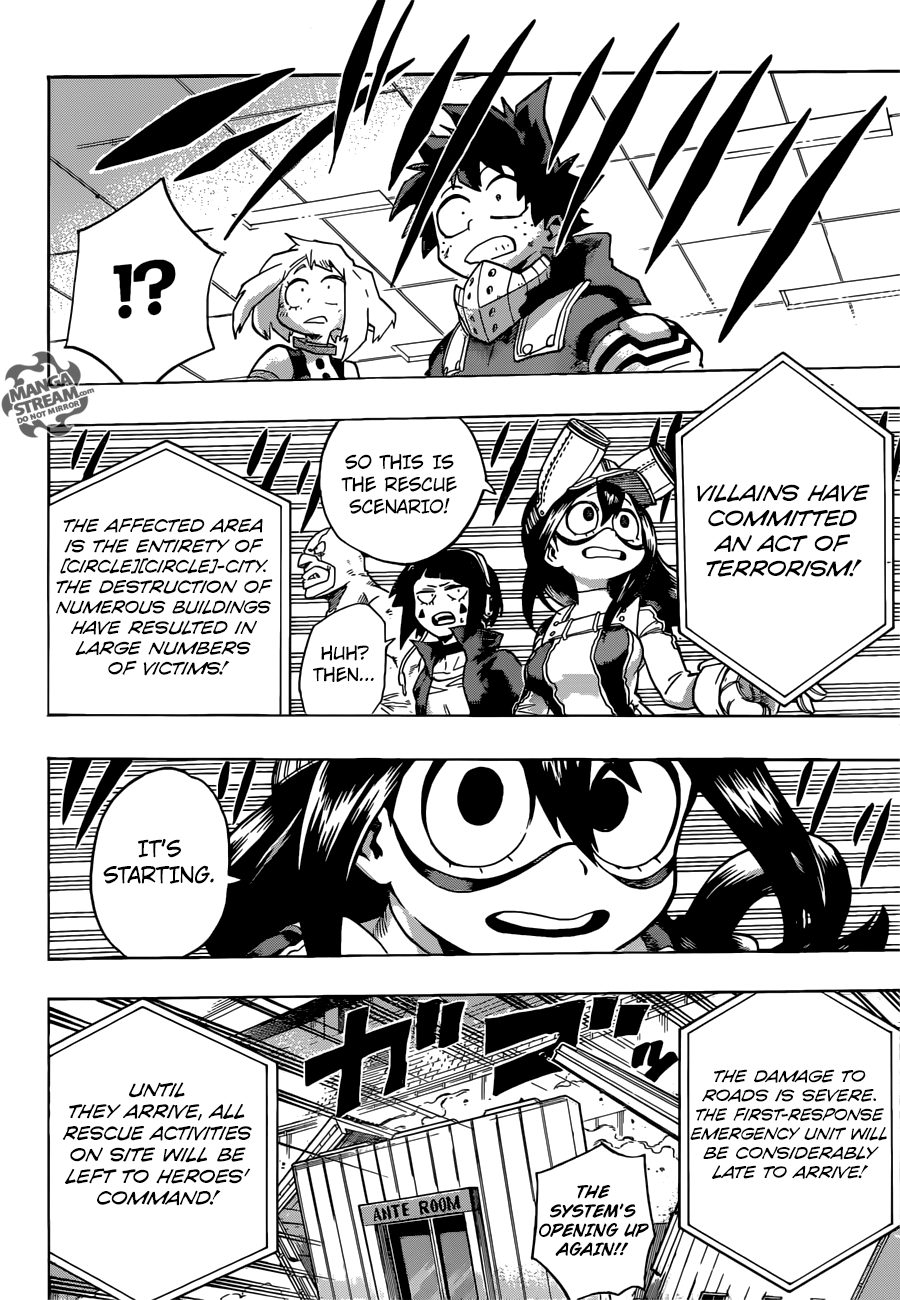 !?
MANGA
STREAM.com
DO NOT MIRROR
VILLAINS HAVE
COMMITTED
AN ACT OF
TERRORISM!
SO THIS IS
THE RESCUE
SCENARIO!
HUH?
THEN...
THE AFFECTED AREA
IS THE ENTIRETY OF
[CIRCLE][CIRCLE]-CITY.
THE DESTRUCTION OF
NUMEROUS BUILDINGS
HAVE RESULTED IN
LARGE NUMBERS
OF VICTIMS!
IT'S
STARTING.
THE DAMAGE TO
ROADS IS SEVERE.
THE FIRST-RESPONSE
EMERGENCY UNIT WILL
BE CONSIDERABLY
LATE TO ARRIVE!
ガゴッ
THE
SYSTEM'S
OPENING UP
AGAIN!!
ANTE ROOM
UNTIL
THEY ARRIVE, ALL
RESCUE ACTIVITIES
ON SITE WILL BE
LEFT TO HEROES'
COMMAND!